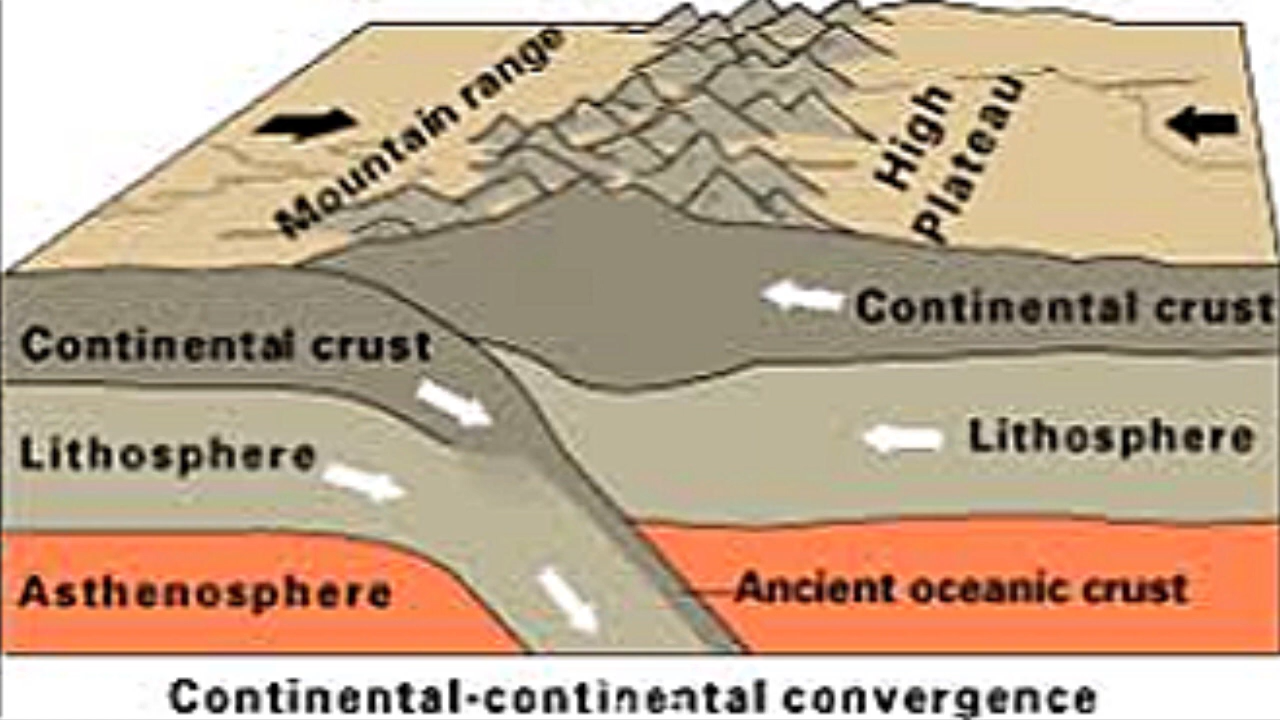 Mountain range
High
Plateau
Continental crust
Continental crust
Lithosphere
Lithosphere
Asthenosphere
Ancient oceanic crust
Continental-continental convergence